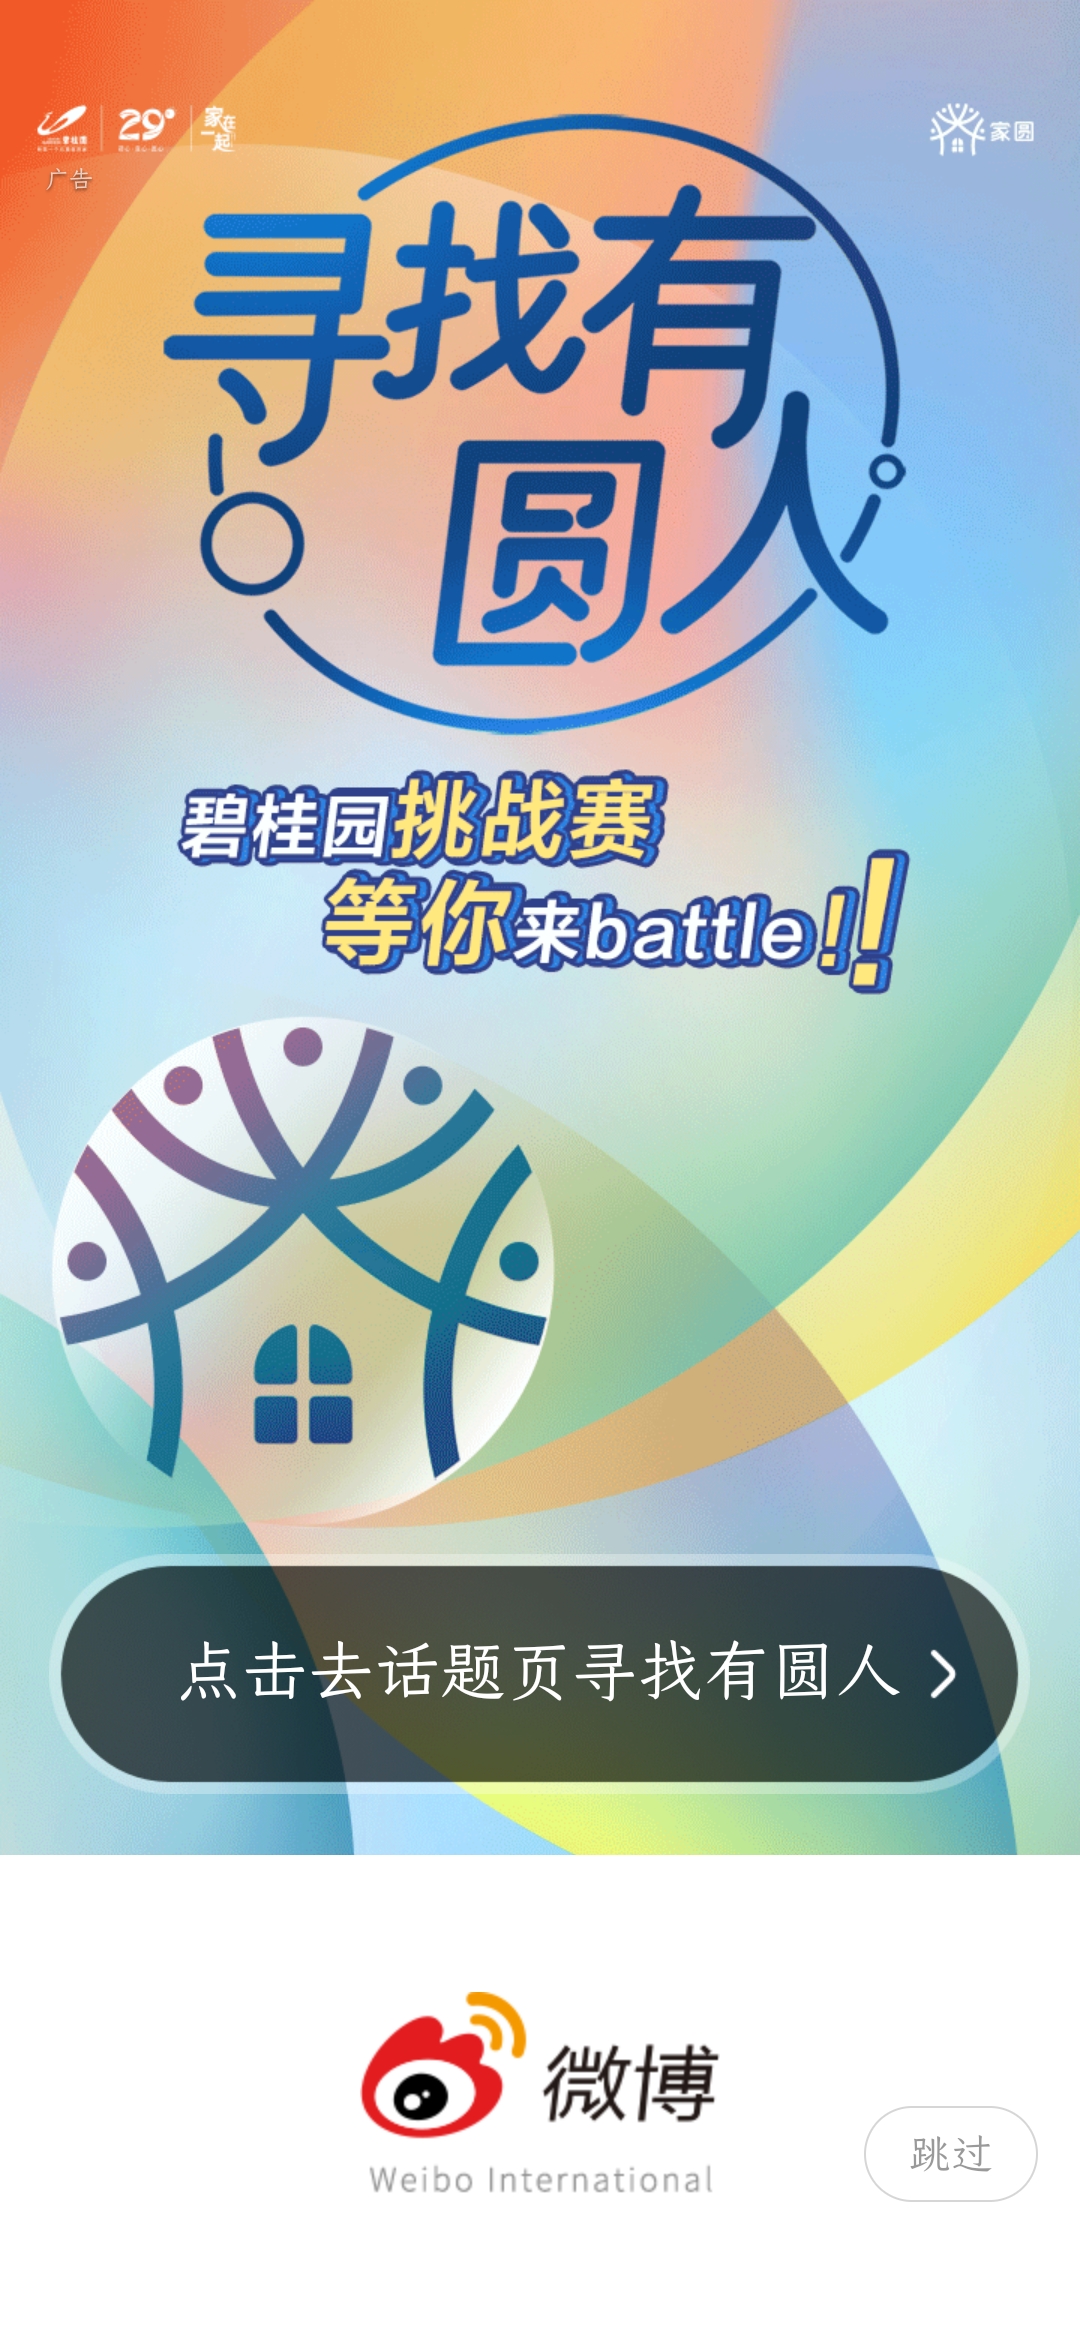 碧桂园
29°
家在一起
家圆
广告
寻找有
圆人
碧桂园挑战赛
等你来battle!!
点击去话题页寻找有圆人
微博
Weibo International
跳过